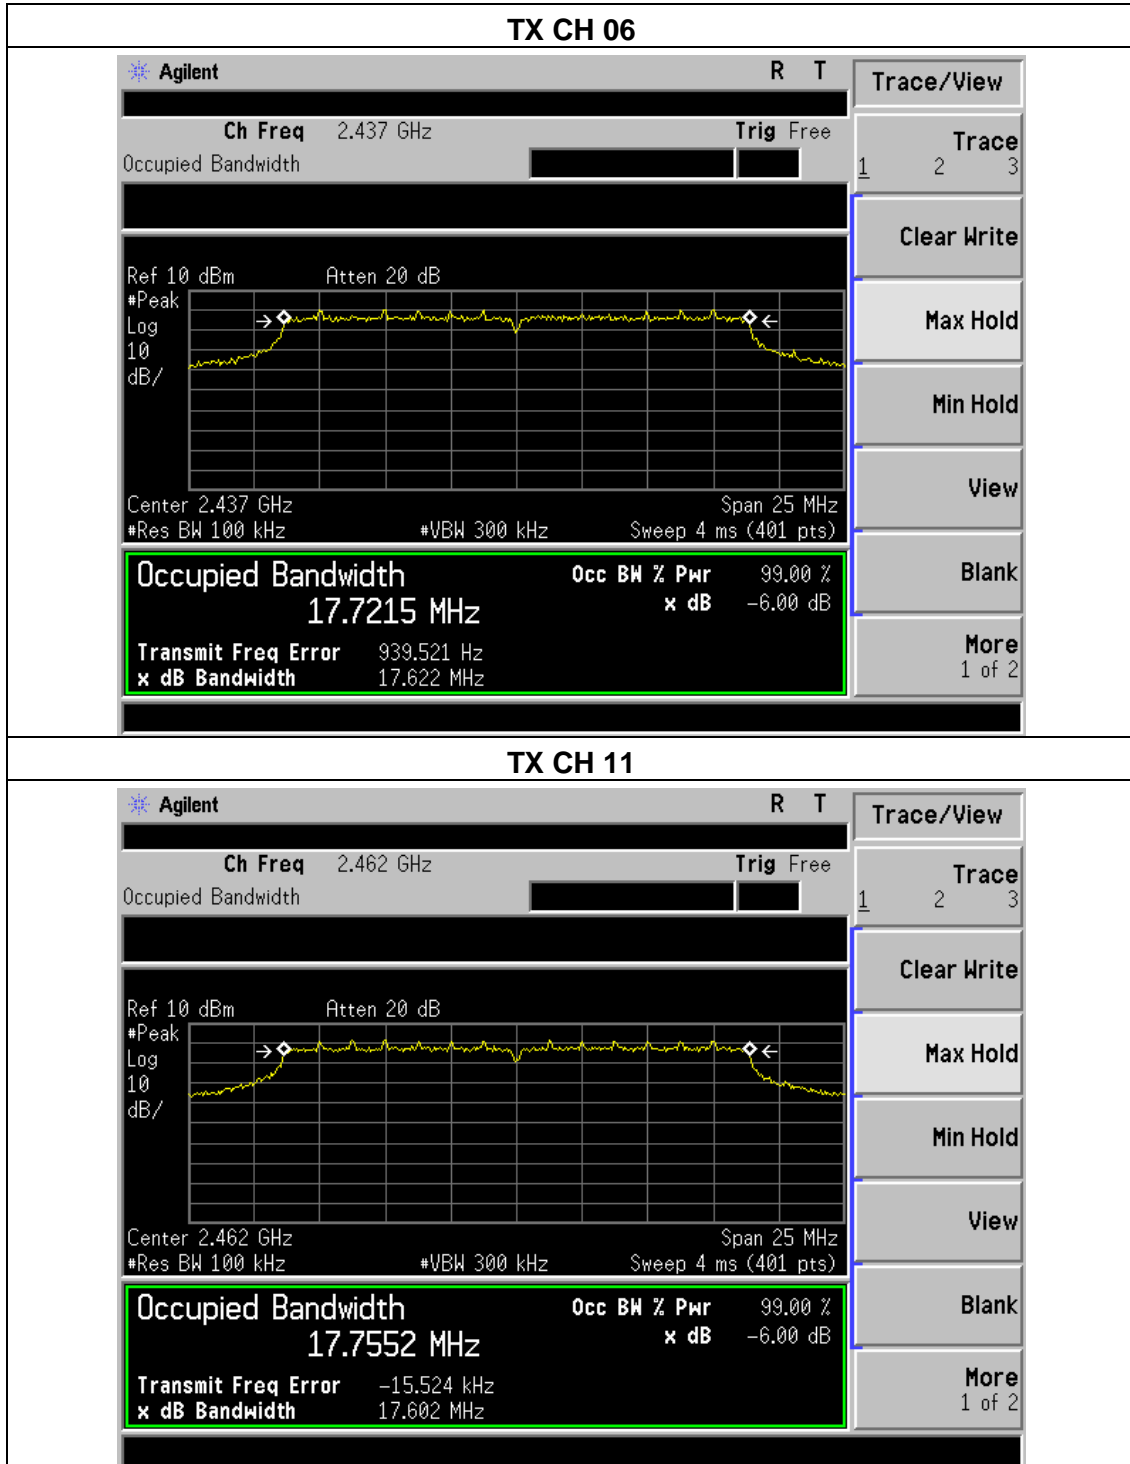 TX CH 06
Agilent R T
Trace/View
Ch Freq 2.437 GHz Trig Free
Occupied Bandwidth
Trace
1 2 3
Clear Write
Ref 10 dBm Atten 20 dB
#Peak
Log
10
dB/
Max Hold
Min Hold
View
Center 2.437 GHz Span 25 MHz
#Res BW 100 kHz #VBW 300 kHz Sweep 4 ms (401 pts)
Occupied Bandwidth Occ BW % Pwr 99.00 %
17.7215 MHz x dB -6.00 dB
Blank
Transmit Freq Error 939.521 Hz
x dB Bandwidth 17.622 MHz
More
1 of 2
TX CH 11
Agilent R T
Trace/View
Ch Freq 2.462 GHz Trig Free
Occupied Bandwidth
Trace
1 2 3
Clear Write
Ref 10 dBm Atten 20 dB
#Peak
Log
10
dB/
Max Hold
Min Hold
View
Center 2.462 GHz Span 25 MHz
#Res BW 100 kHz #VBW 300 kHz Sweep 4 ms (401 pts)
Occupied Bandwidth Occ BW % Pwr 99.00 %
17.7552 MHz x dB -6.00 dB
Blank
Transmit Freq Error -15.524 kHz
x dB Bandwidth 17.602 MHz
More
1 of 2